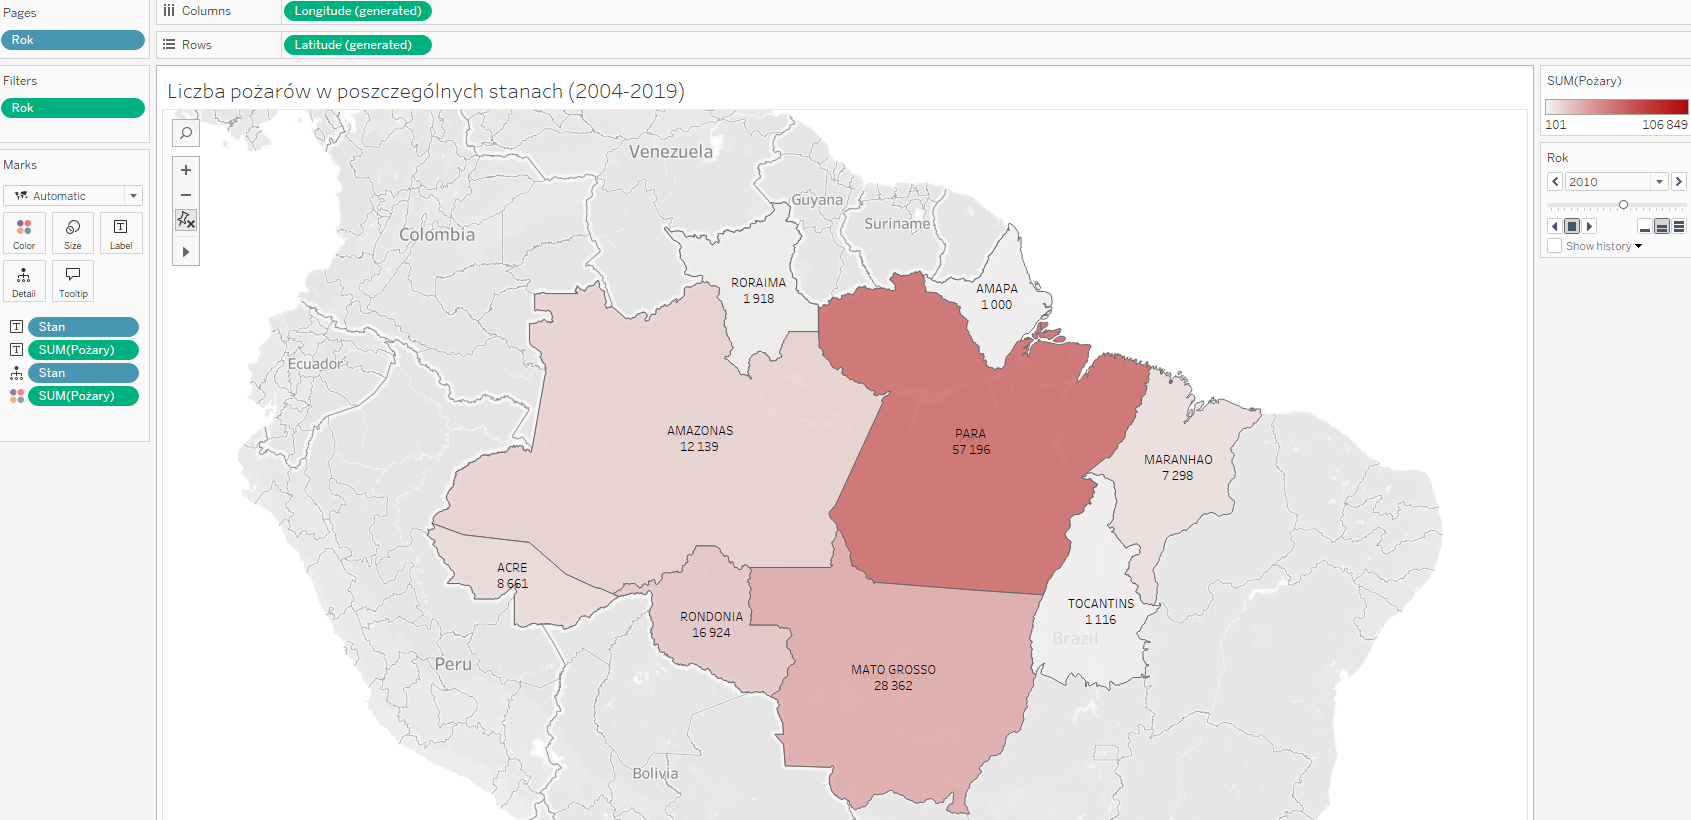 Pages
Rok
Filters
Rok
Marks
Automatic
Color
Size
Label
Detail
Tooltip
Stan
SUM(Pożary)
Stan
SUM(Pożary)
Columns
Longitude (generated)
Rows
Latitude (generated)
Liczba pożarów w poszczególnych stanach (2004-2019)
Venezuela
Guyana
Suriname
Colombia
RORAIMA
1 918
AMAPA
1 000
Ecuador
AMAZONAS
12 139
PARA
57 196
MARANHAO
7 298
ACRE
8 661
RONDONIA
16 924
TOCANTINS
1 116
Brazil
Peru
MATO GROSSO
28 362
Bolivia
SUM(Pożary)
101 106 849
Rok
2010
Show history